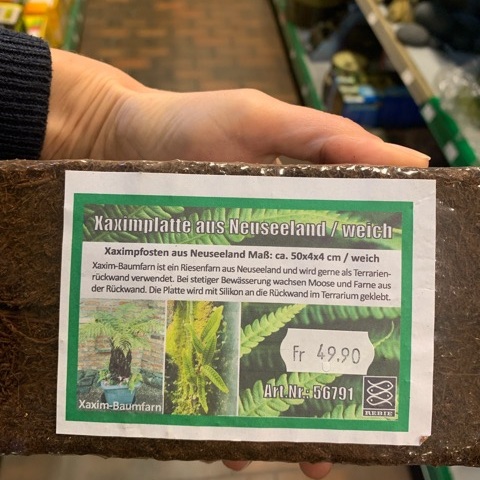 Xaximplatte aus Neuseeland / weich
Xaximpfosten aus Neuseeland Maß: ca. 50x4x4 cm / weich
Xaxim-Baumfarn ist ein Riesenfarn aus Neuseeland und wird gerne als Terrarien-
rückwand verwendet. Bei stetiger Bewässerung wachsen Moose und Farne aus
der Rückwand. Die Platte wird mit Silikon an die Rückwand im Terrarium geklebt.
Fr 49.90
Art.Nr.: 56791
Xaxim-Baumfarn
REBIE